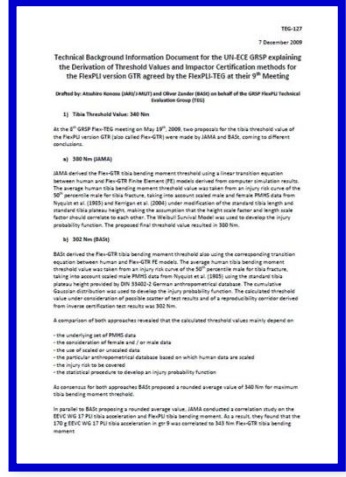 TEG-127
7 December 2009
Technical Background Information Document for the UN-ECE GRSP explaining
the Derivation of Threshold Values and Impactor Certification methods for
the FlexPLI version GTR agreed by the FlexPLI-TEG at their 9th Meeting
Drafted by: Atsuhiro Konosu (JARI/J-MLIT) and Oliver Zander (BASt) on behalf of the GRSP FlexPLI Technical
Evaluation Group (TEG)
1) Tibia Threshold Value: 340 Nm
At the 8th GRSP Flex-TEG meeting on May 19th, 2009, two proposals for the tibia threshold value of
the FlexPLI version GTR (also called Flex-GTR) were made by JAMA and BASt, coming to different
conclusions.
a) 380 Nm (JAMA)
JAMA derived the Flex-GTR tibia bending moment threshold using a linear transition equation
between human and Flex-GTR Finite Element (FE) models derived from computer simulation results.
The average human tibia bending moment threshold value was taken from an injury risk curve of the
50th percentile male for tibia fracture, taking into account scaled male and female PMHS data from
Nyquist et al. (1985) and Kerrigan et al. (2004) under modification of the standard tibia length and
standard tibia plateau height, making the assumption that the height scale factor and length scale
factor should correlate to each other. The Weibull Survival Model was used to develop the injury
probability function. The proposed final threshold value resulted in 380 Nm.
b) 302 Nm (BASt)
BASt derived the Flex-GTR tibia bending moment threshold also using the corresponding transition
equation between human and Flex-GTR FE models. The average human tibia bending moment
threshold value was taken from an injury risk curve of the 50th percentile male for tibia fracture,
taking into account scaled male PMHS data from Nyquist et al. (1985) using the standard tibia
plateau height provided by DIN 33402-2 German anthropometrical database. The cumulative
Gaussian distribution was used to develop the injury probability function. The calculated threshold
value under consideration of possible scatter of test results and of a reproducibility corridor derived
from inverse certification test results was 302 Nm.
A comparison of both approaches revealed that the calculated threshold values mainly depend on
- the underlying set of PMHS data
- the consideration of female and / or male data
- the use of scaled or unscaled data
- the particular anthropometrical database based on which human data are scaled
- the injury risk to be covered
- the statistical procedure to develop an injury probability function
As consensus for both approaches BASt proposed a rounded average value of 340 Nm for maximum
tibia bending moment threshold.
In parallel to BASt proposing a rounded average value, JAMA conducted a correlation study on the
EEVC WG 17 PLI tibia acceleration and FlexPLI tibia bending moment. As a result, they found that the
170 g EEVC WG 17 PLI tibia acceleration in gtr 9 was correlated to 343 Nm Flex-GTR tibia bending
moment